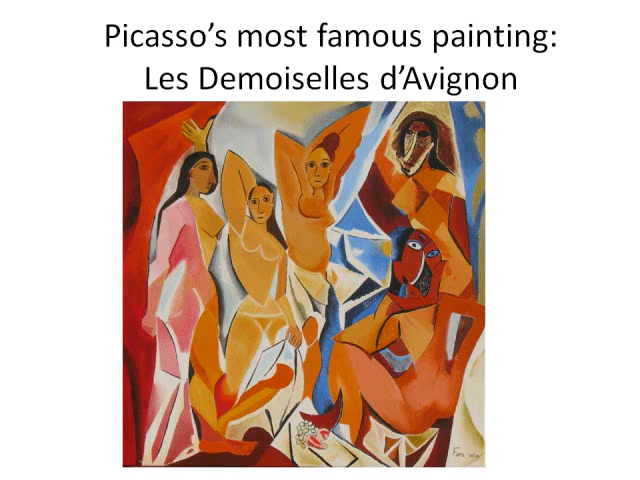 Picasso’s most famous painting:
Les Demoiselles d’Avignon